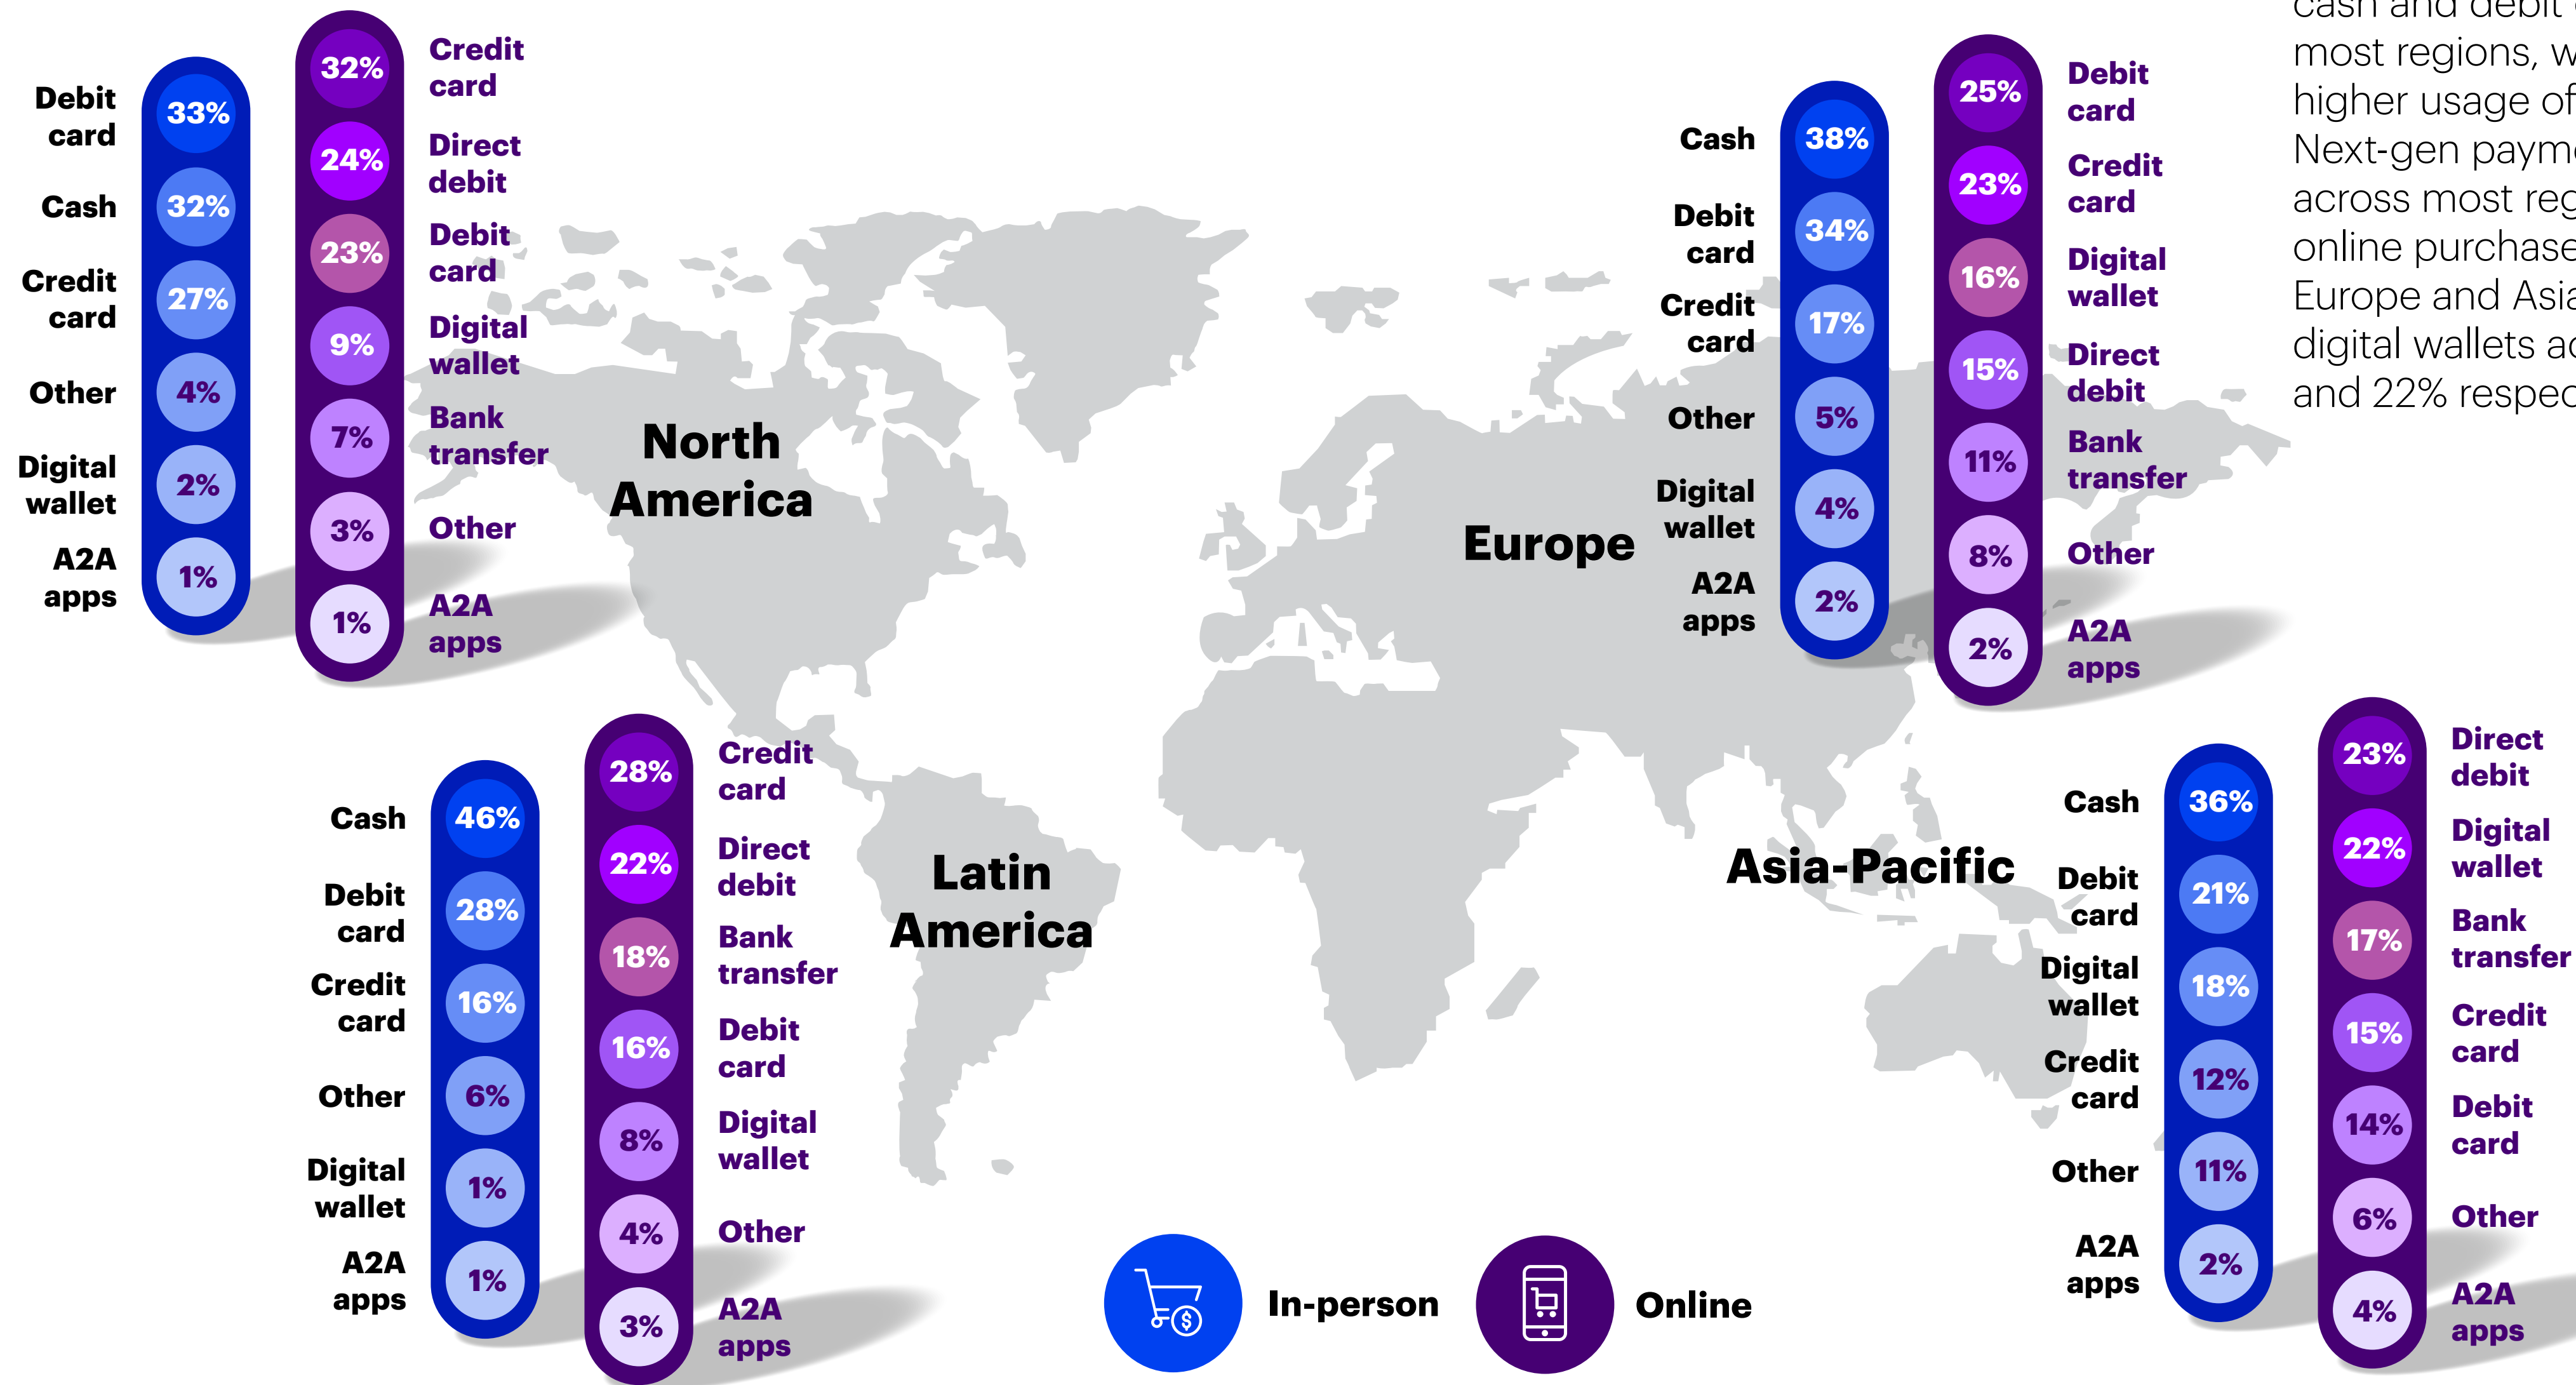 Debit
card
33%
Cash
32%
Credit
card
27%
Other
4%
Digital
wallet
2%
A2A
apps
1%
32%
Credit
card
24%
Direct
debit
23%
Debit
card
9%
Digital
wallet
7%
Bank
transfer
3%
Other
1%
A2A
apps
North
America
Cash
38%
Debit
card
34%
Credit
card
17%
Other
5%
Digital
wallet
4%
A2A
apps
2%
25%
Debit
card
23%
Credit
card
16%
Digital
wallet
15%
Direct
debit
11%
Bank
transfer
8%
Other
2%
A2A
apps
Europe
cash and debit
most regions,
higher usage of
Next-gen
across most
online
Europe and
digital wallets
and 22%
Cash
46%
Debit
card
28%
Credit
card
16%
Other
6%
Digital
wallet
1%
A2A
apps
1%
28%
Credit
card
22%
Direct
debit
18%
Bank
transfer
16%
Debit
card
8%
Digital
wallet
4%
Other
3%
A2A
apps
Latin
America
Asia-Pacific
Cash
36%
Debit
card
21%
Digital
wallet
18%
Credit
card
12%
Other
11%
A2A
apps
2%
23%
Direct
debit
22%
Digital
wallet
17%
Bank
transfer
15%
Credit
card
14%
Debit
card
6%
Other
4%
A2A
apps
$
In-person
Online